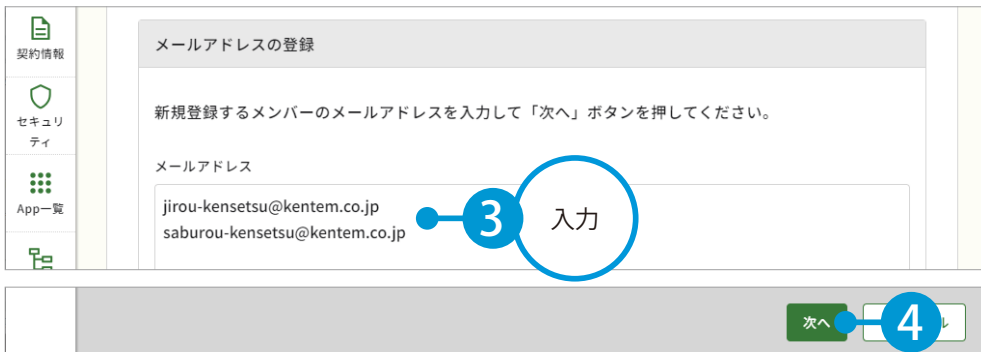 契約情報
セキュリ
ティ
App一覧
メールアドレスの登録
新規登録するメンバーのメールアドレスを入力して「次へ」ボタンを押してください。
メールアドレス
jirou-kensetsu@kentem.co.jp
saburou-kensetsu@kentem.co.jp
3 入力
次へ 4 ル